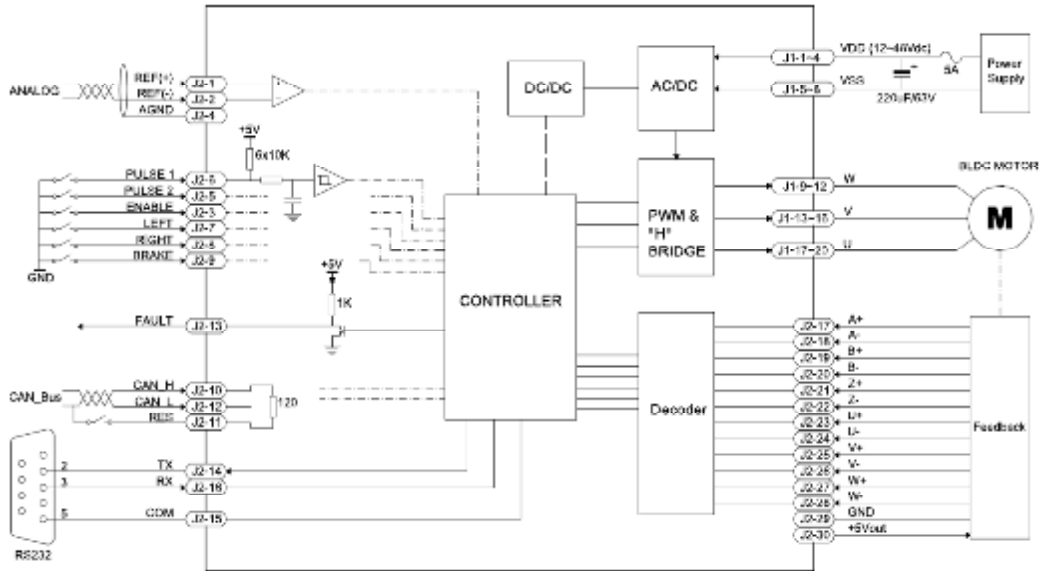 ANALOG
REF(+)
J2-1
REF(-)
J2-2
AGND
J2-4
+5V
6x10K
PULSE 1
J2-6
PULSE 2
J2-5
ENABLE
J2-3
LEFT
J2-7
RIGHT
J2-8
BRAKT
J2-9
GND
+5V
1K
FAULT
J2-13
CAN_Bus
CAN_H
J2-10
CAN_L
J2-12
RES
J2-11
120
2
TX
J2-14
3
RX
J2-16
5
COM
J2-15
RS232
DC/DC
AC/DC
CONTROLLER
PWM &
"H"
BRIDGE
Decoder
J1-1~4
VDD (12~48Vdc)
5A
Power
Supply
J1-5~8
VSS
220uF/63V
BLDC MOTOR
J1-9~12
W
J1-13~16
V
J1-17~20
U
M
J2-17
A+
J2-18
A-
J2-19
B+
J2-20
B-
J2-21
Z+
J2-22
Z-
J2-23
U+
J2-24
U-
J2-25
V+
J2-26
V-
J2-27
W+
J2-28
W-
J2-29
GND
J2-30
+5Vout
Feedback